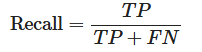 Recall = TP / (TP + FN)